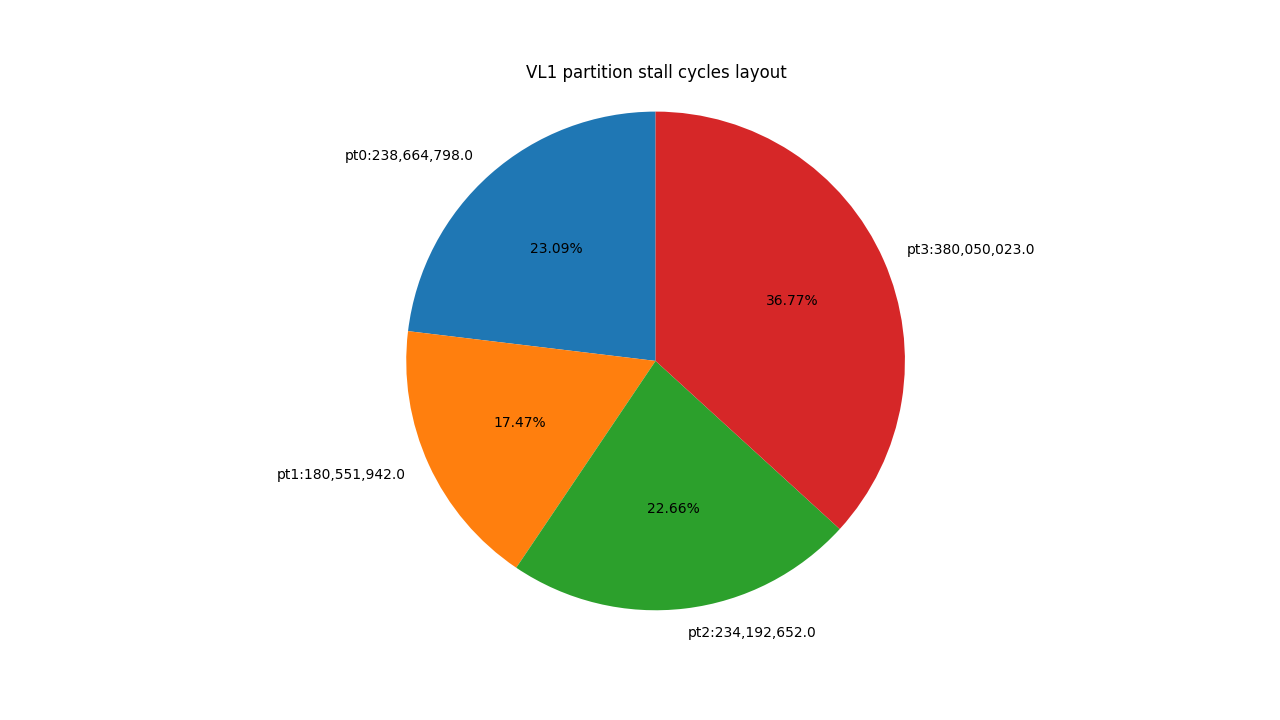 VL1 partition stall cycles layout
pt0:238,664,798.0
23.09%
pt3:380,050,023.0
36.77%
17.47%
pt1:180,551,942.0
22.66%
pt2:234,192,652.0